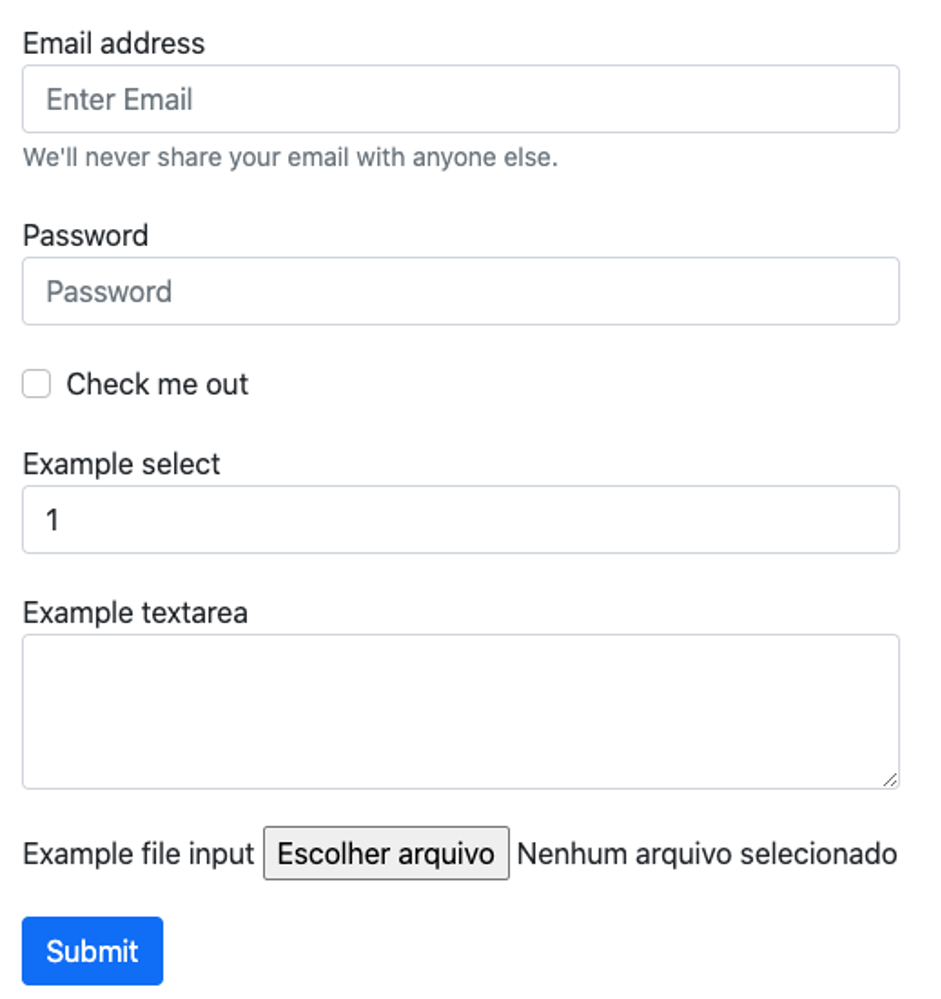 Email address
Enter Email
We'll never share your email with anyone else.
Password
Password
Check me out
Example select
1
Example textarea
Example file input Escolher arquivo Nenhum arquivo selecionado
Submit